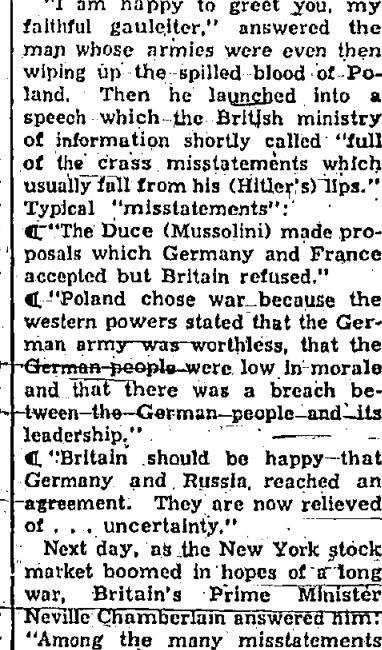 "I am happy to greet you, my
faithful gauleiter," answered the
man whose armies were even then
wiping up the spilled blood of Po-
land. Then he launched into a
speech which the British ministry
of information shortly called "full
of the crass misstatements which
usually fall from his (Hitler's) lips."
Typical "misstatements":
¶ "The Duce (Mussolini) made pro-
posals which Germany and France
accepted but Britain refused."
¶ "Poland chose war because the
western powers stated that the Ger-
man army was worthless, that the
German people were low in morale
and that there was a breach be-
tween the German people and its
leadership."
¶ "Britain should be happy that
Germany and Russia reached an
agreement. They are now relieved
of . . . uncertainty."
Next day, as the New York stock
market boomed in hopes of a long
war, Britain's Prime Minister
Neville Chamberlain answered him:
"Among the many misstatements